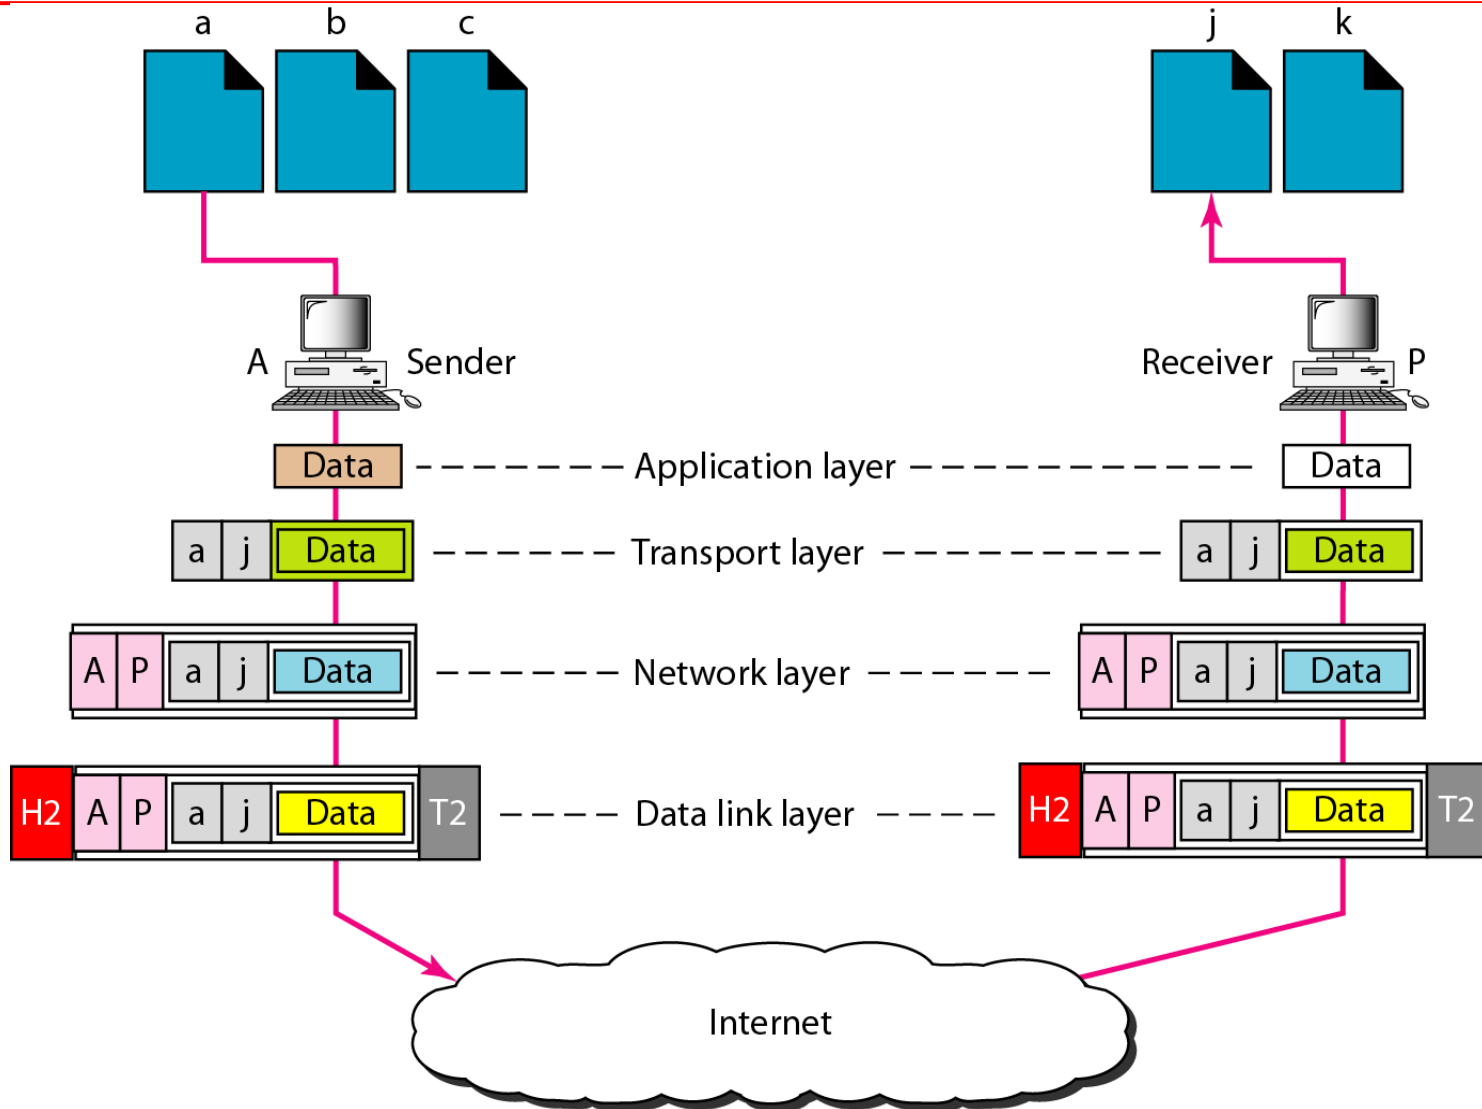 a b c j k
A Sender Receiver P
Data Application layer Data
a j Data Transport layer a j Data
A P a j Data Network layer A P a j Data
H2 A P a j Data T2 Data link layer H2 A P a j Data T2
Internet